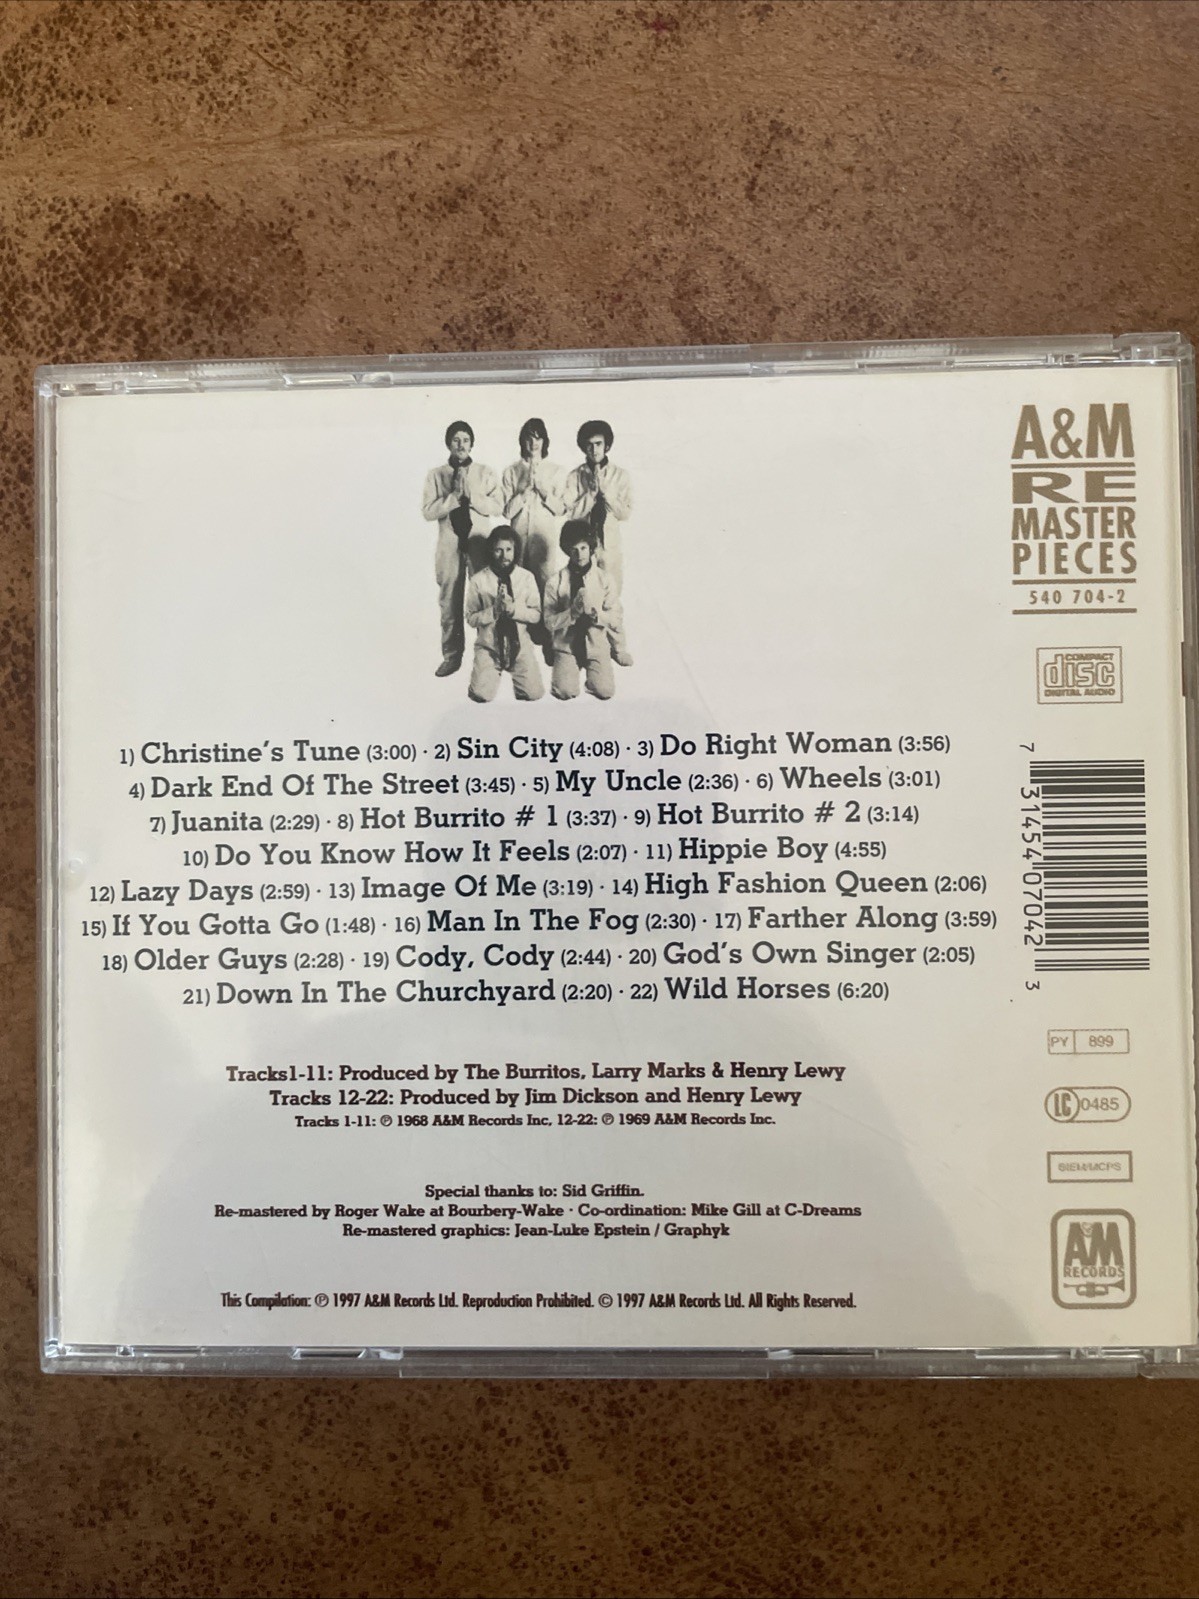 A&M
RE
MASTER
PIECES
540 704-2
COMPACT
disc
DIGITAL AUDIO
1) Christine's Tune (3:00) · 2) Sin City (4:08) · 3) Do Right Woman (3:56)
4) Dark End Of The Street (3:45) · 5) My Uncle (2:36) · 6) Wheels (3:01)
7) Juanita (2:29) · 8) Hot Burrito # 1 (3:37) · 9) Hot Burrito # 2 (3:14)
10) Do You Know How It Feels (2:07) · 11) Hippie Boy (4:55)
12) Lazy Days (2:59) · 13) Image Of Me (3:19) · 14) High Fashion Queen (2:06)
15) If You Gotta Go (1:48) · 16) Man In The Fog (2:30) · 17) Farther Along (3:59)
18) Older Guys (2:28) · 19) Cody, Cody (2:44) · 20) God's Own Singer (2:05)
21) Down In The Churchyard (2:20) · 22) Wild Horses (6:20)
7 31454 07042 3
Tracks1-11: Produced by The Burritos, Larry Marks & Henry Lewy
Tracks 12-22: Produced by Jim Dickson and Henry Lewy
Tracks 1-11: ℗ 1968 A&M Records Inc, 12-22: ℗ 1969 A&M Records Inc.
PY 899
LC 0485
BIEM/MCPS
Special thanks to: Sid Griffin.
Re-mastered by Roger Wake at Bourbery-Wake · Co-ordination: Mike Gill at C-Dreams
Re-mastered graphics: Jean-Luke Epstein / Graphyk
AM
RECORDS
This Compilation: ℗ 1997 A&M Records Ltd. Reproduction Prohibited. © 1997 A&M Records Ltd. All Rights Reserved.